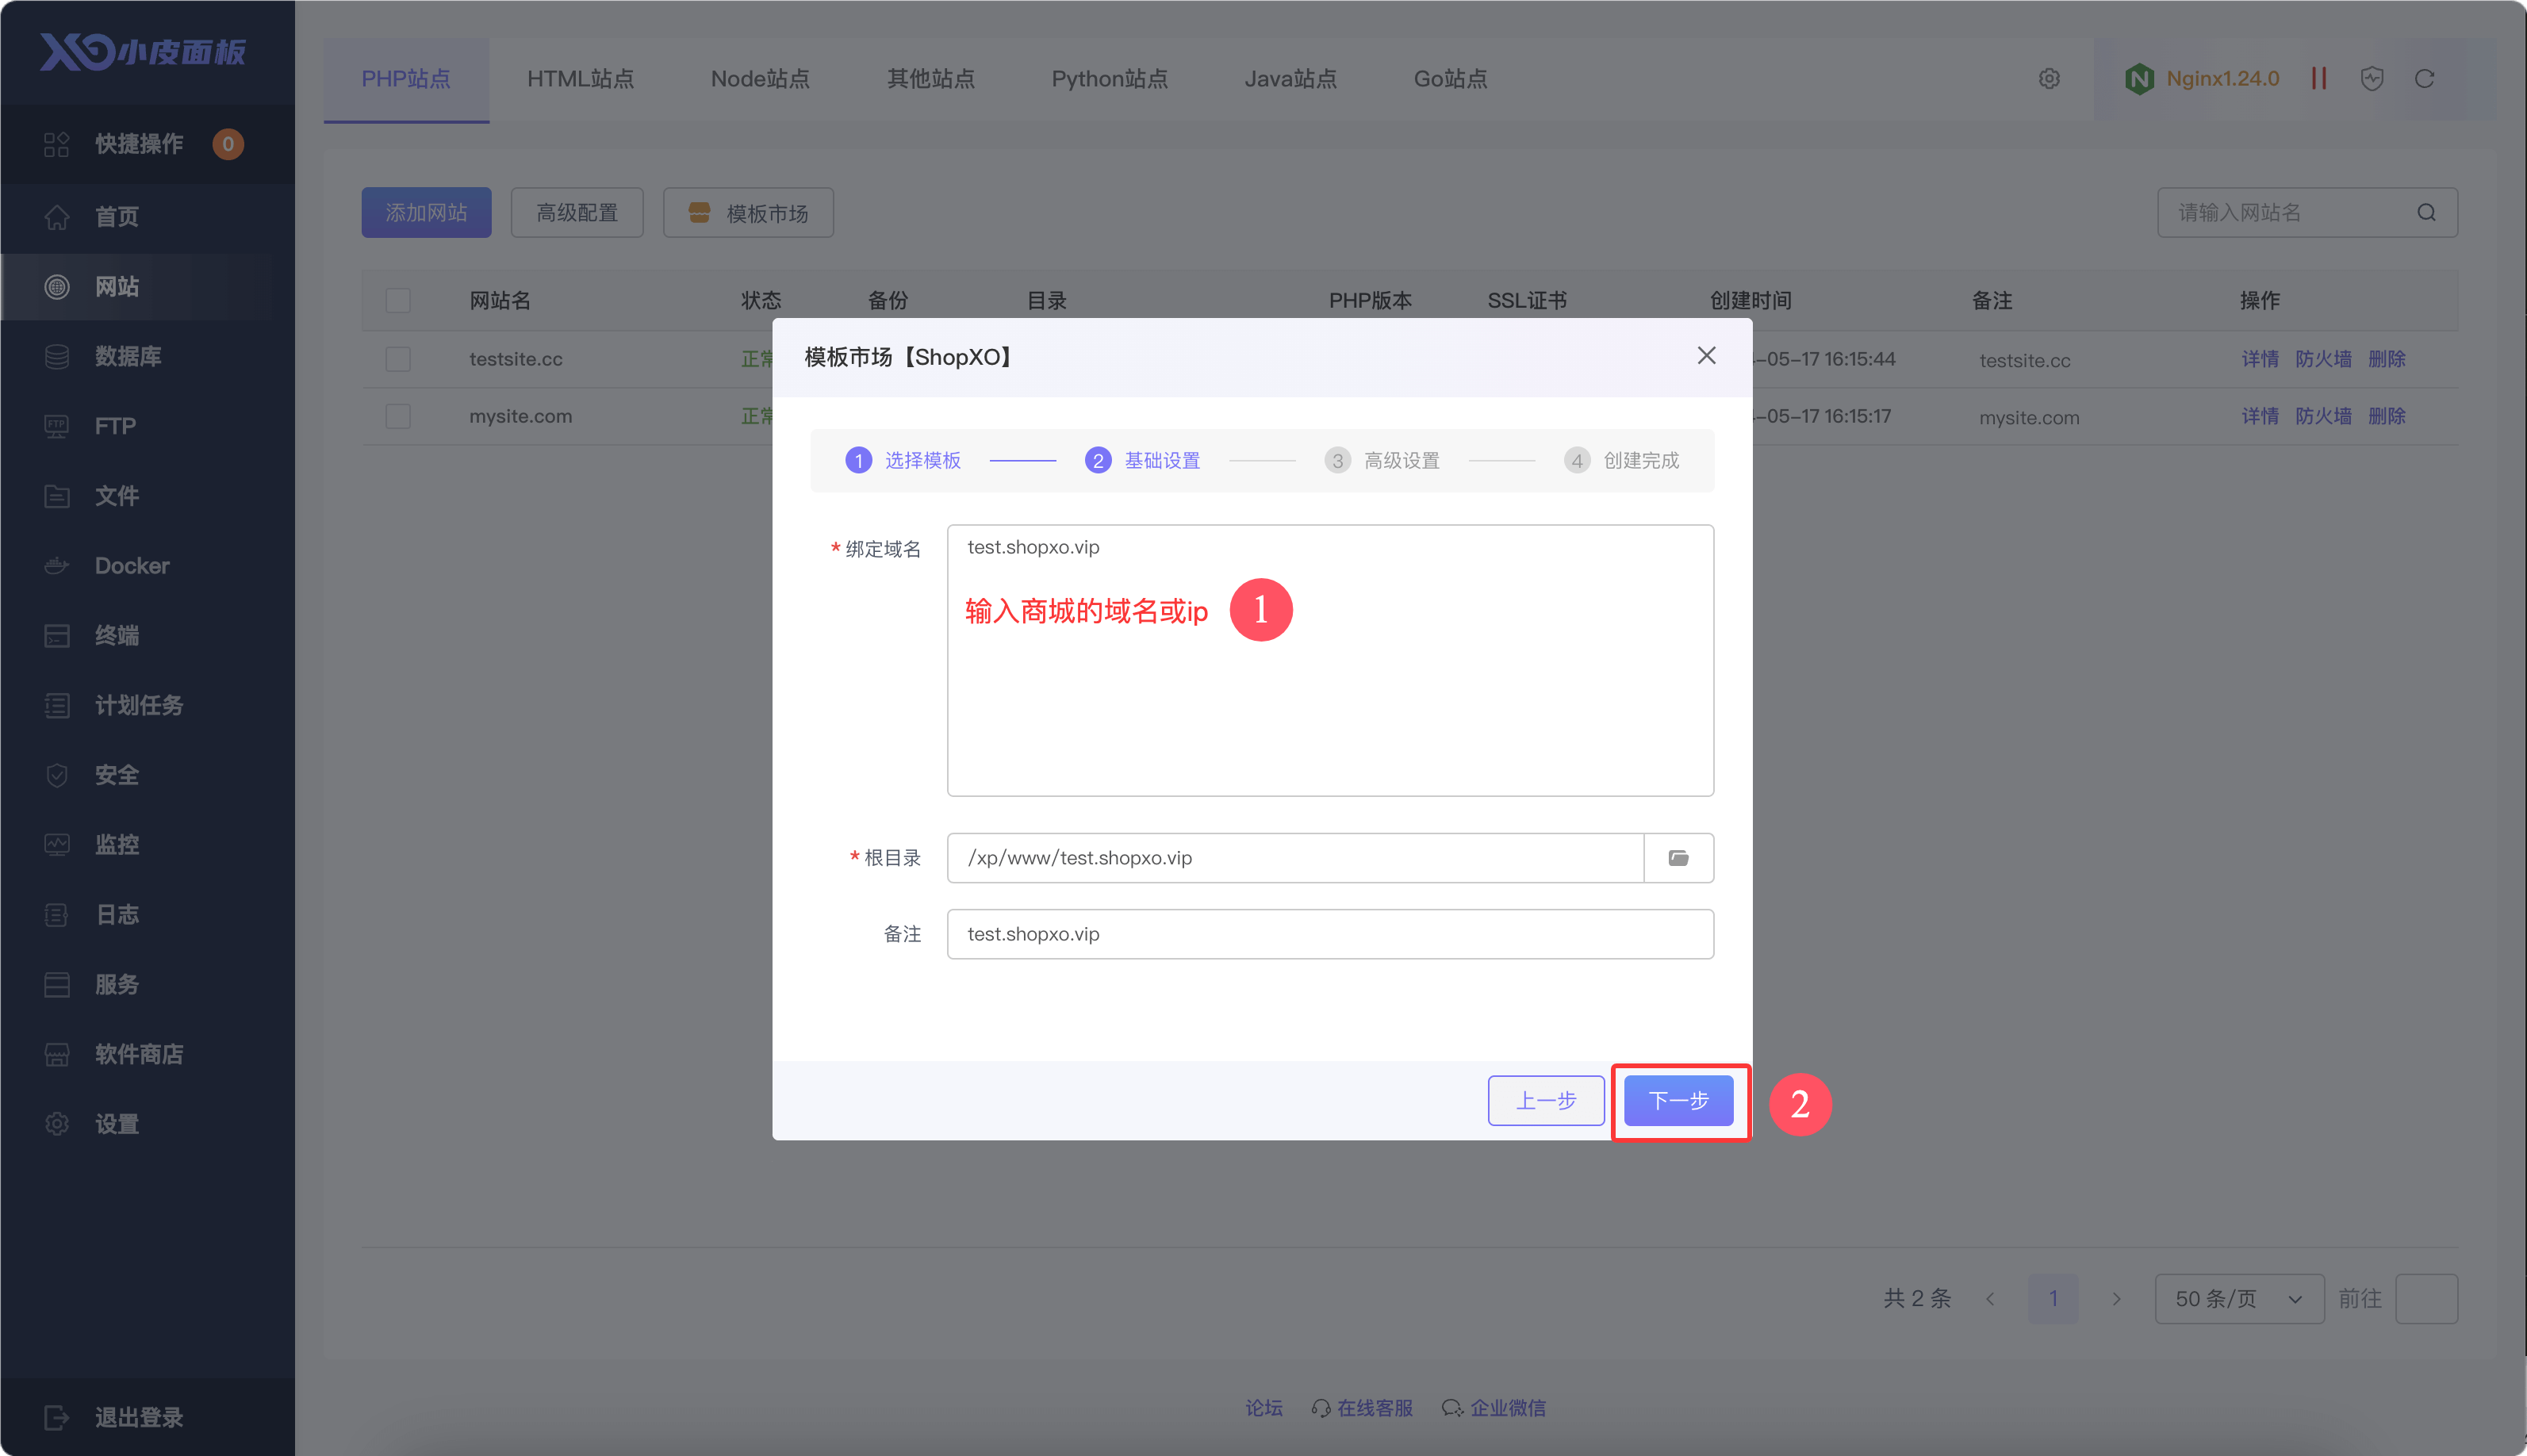 XO小皮面板
快捷操作 0
首页
网站
数据库
FTP
文件
Docker
终端
计划任务
安全
监控
日志
服务
软件商店
设置
退出登录
PHP站点 HTML站点 Node站点 其他站点 Python站点 Java站点 Go站点 Nginx1.24.0
添加网站 高级配置 模板市场 请输入网站名
网站名 状态 备份 目录 PHP版本 SSL证书 创建时间 备注 操作
testsite.cc 正常 -05-17 16:15:44 testsite.cc 详情 防火墙 删除
mysite.com 正常 -05-17 16:15:17 mysite.com 详情 防火墙 删除
模板市场【ShopXO】
1 选择模板 2 基础设置 3 高级设置 4 创建完成
*绑定域名 test.shopxo.vip
输入商城的域名或ip 1
*根目录 /xp/www/test.shopxo.vip
备注 test.shopxo.vip
上一步 下一步 2
共 2 条 1 50 条/页 前往
论坛 在线客服 企业微信